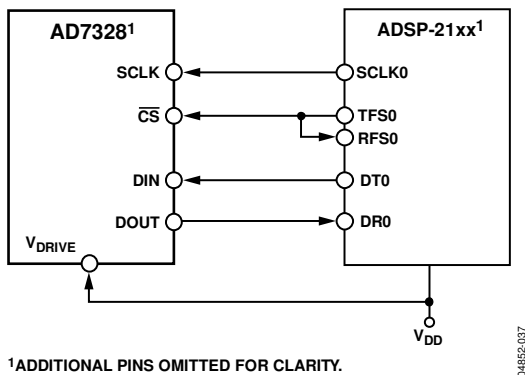 AD7328¹
ADSP-21xx¹
SCLK
SCLK0
CS
TFS0
RFS0
DIN
DT0
DOUT
DR0
VDRIVE
VDD
¹ADDITIONAL PINS OMITTED FOR CLARITY.
04852-037